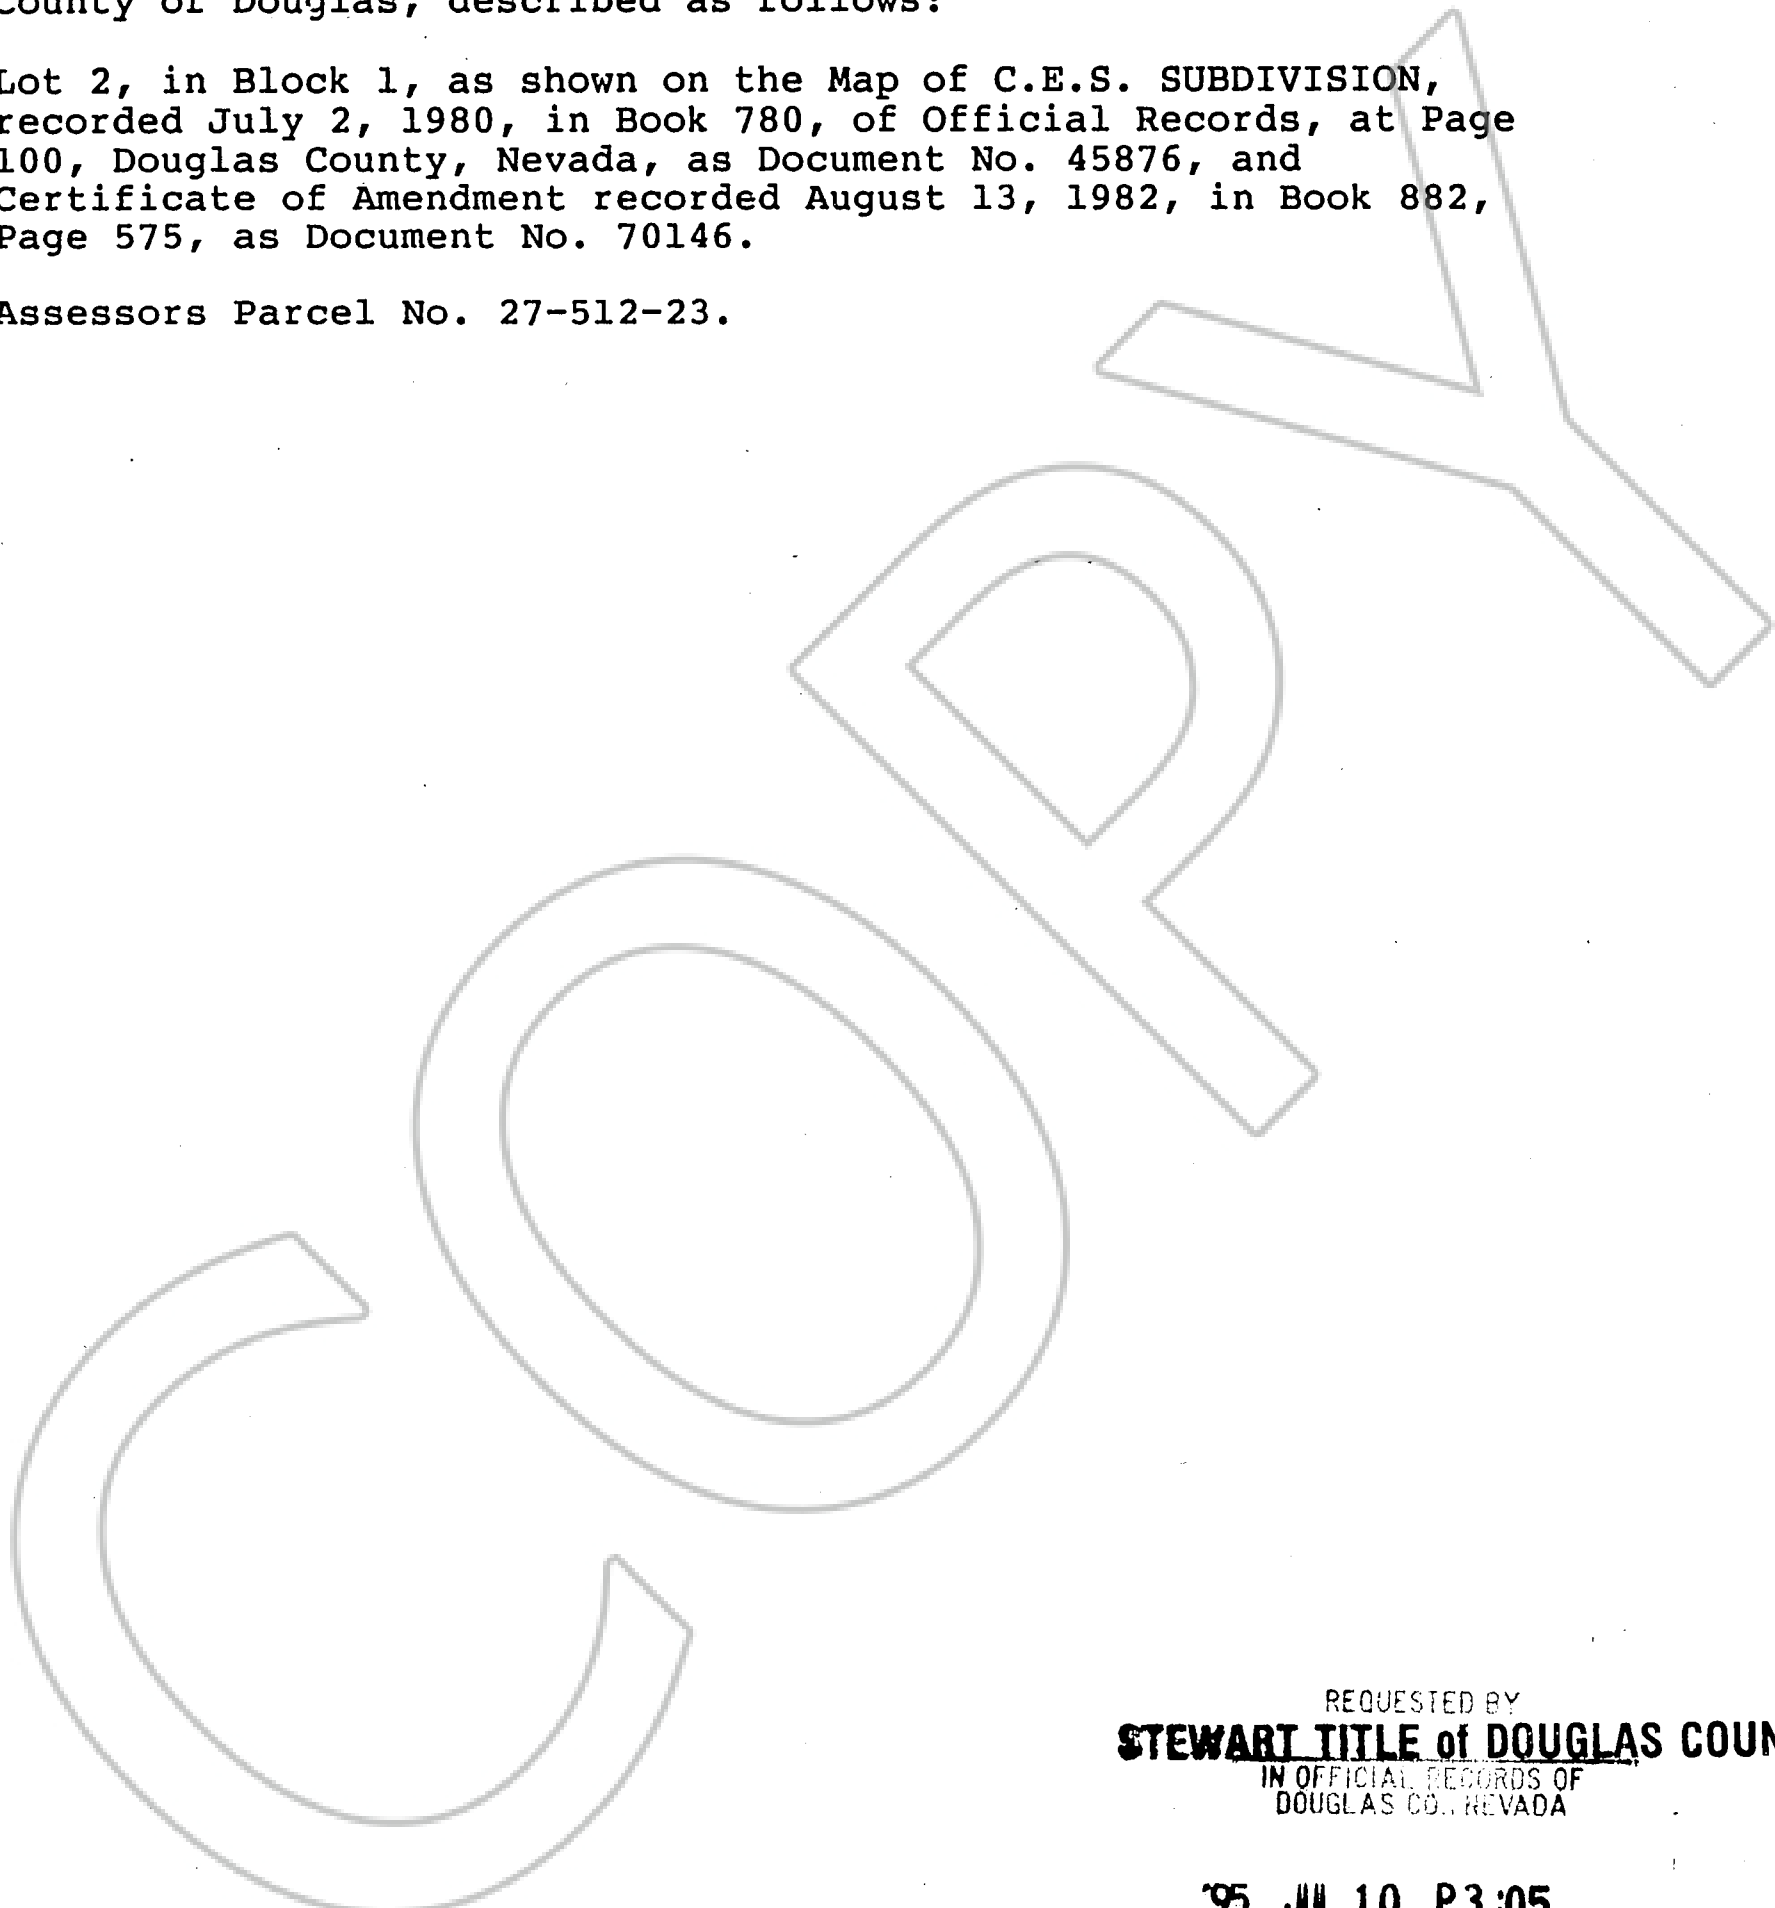 County of Douglas, described as follows:
Lot 2, in Block 1, as shown on the Map of C.E.S. SUBDIVISION,
recorded July 2, 1980, in Book 780, of Official Records, at Page
100, Douglas County, Nevada, as Document No. 45876, and
Certificate of Amendment recorded August 13, 1982, in Book 882,
Page 575, as Document No. 70146.
Assessors Parcel No. 27-512-23.
COPY
REQUESTED BY
STEWART TITLE of DOUGLAS COUN
IN OFFICIAL RECORDS OF
DOUGLAS CO., NEVADA
'95 10 P3:05